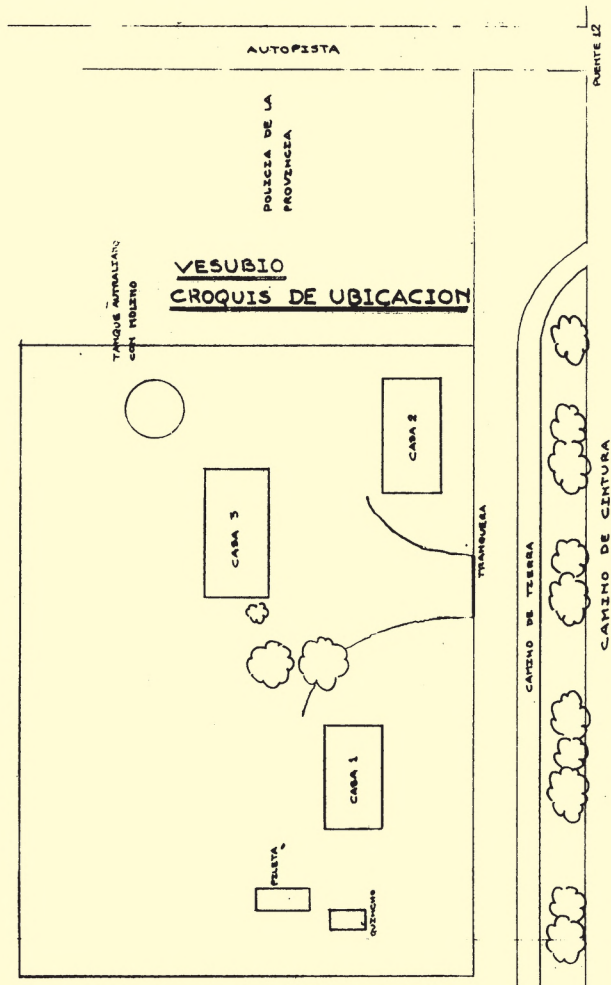 AUTOPISTA
PUENTE 12
POLICIA DE LA
PROVINCIA
VESUBIO
CROQUIS DE UBICACION
TANQUE AUTRALIANO
CON MOLINO
CASA 2
CASA 3
TRANQUERA
CAMINO DE TIERRA
CAMINO DE CINTURA
CASA 1
PILETA
QUINCHO